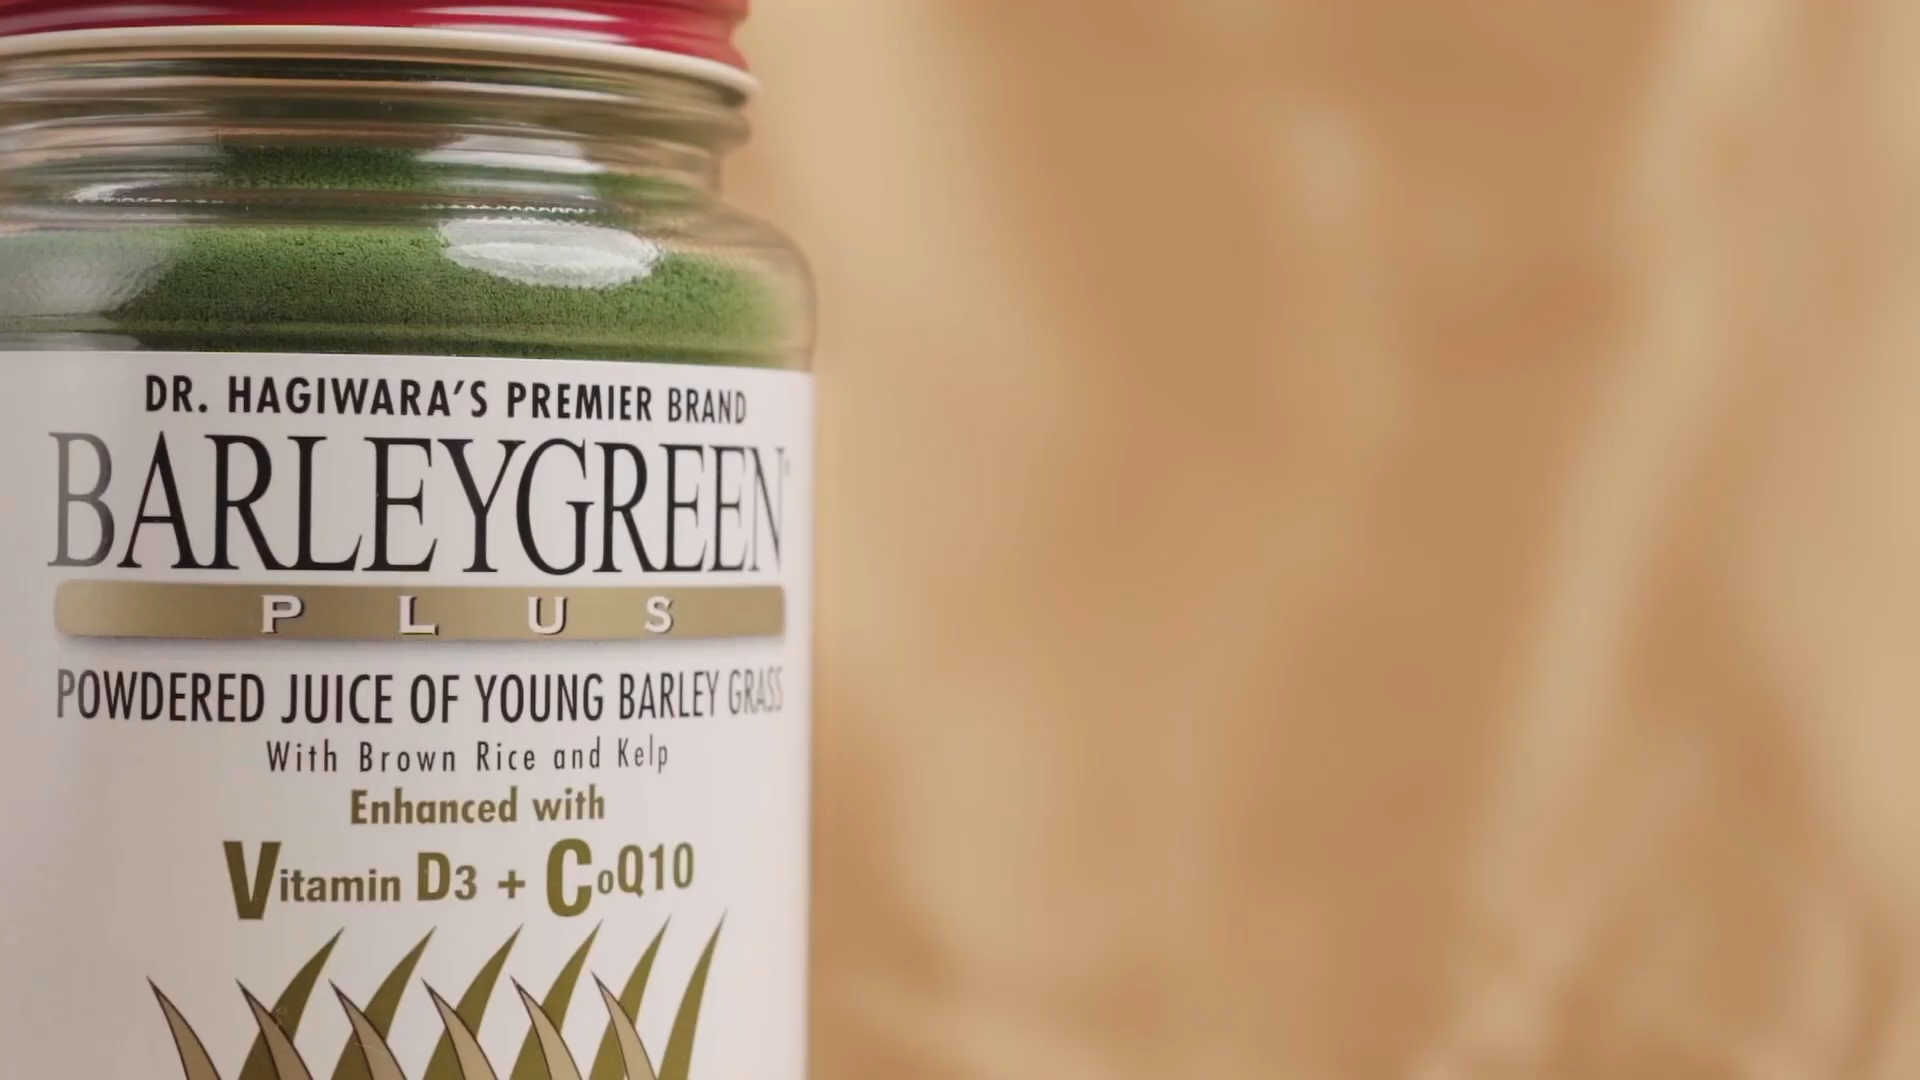 DR. HAGIWARA'S PREMIER BRAND
BARLEYGREEN
PLUS
POWDERED JUICE OF YOUNG BARLEY GRASS
With Brown Rice and Kelp
Enhanced with
Vitamin D3 + CoQ10